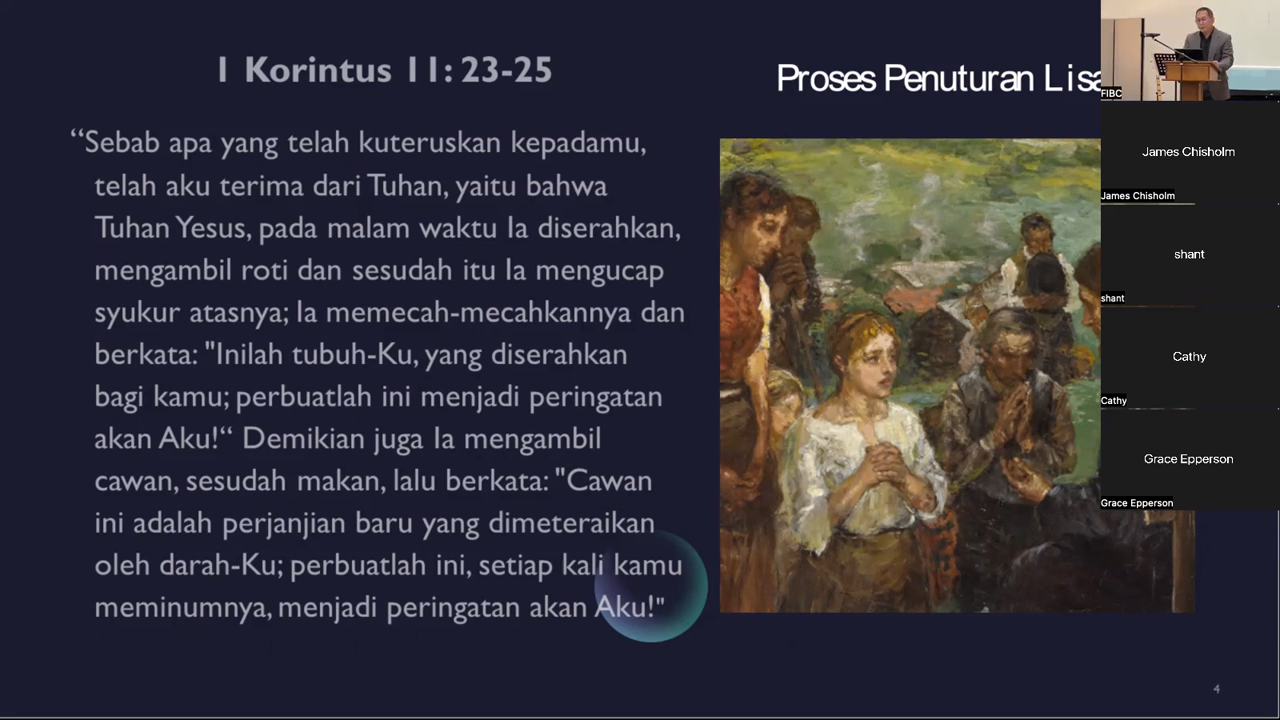 1 Korintus 11: 23-25
“Sebab apa yang telah kuteruskan kepadamu,
telah aku terima dari Tuhan, yaitu bahwa
Tuhan Yesus, pada malam waktu Ia diserahkan,
mengambil roti dan sesudah itu Ia mengucap
syukur atasnya; Ia memecah-mecahkannya dan
berkata: "Inilah tubuh-Ku, yang diserahkan
bagi kamu; perbuatlah ini menjadi peringatan
akan Aku!“ Demikian juga Ia mengambil
cawan, sesudah makan, lalu berkata: "Cawan
ini adalah perjanjian baru yang dimeteraikan
oleh darah-Ku; perbuatlah ini, setiap kali kamu
meminumnya, menjadi peringatan akan Aku!"
Proses Penuturan
FIBC
James Chisholm
James Chisholm
shant
shant
Cathy
Cathy
Grace Epperson
Grace Epperson
4